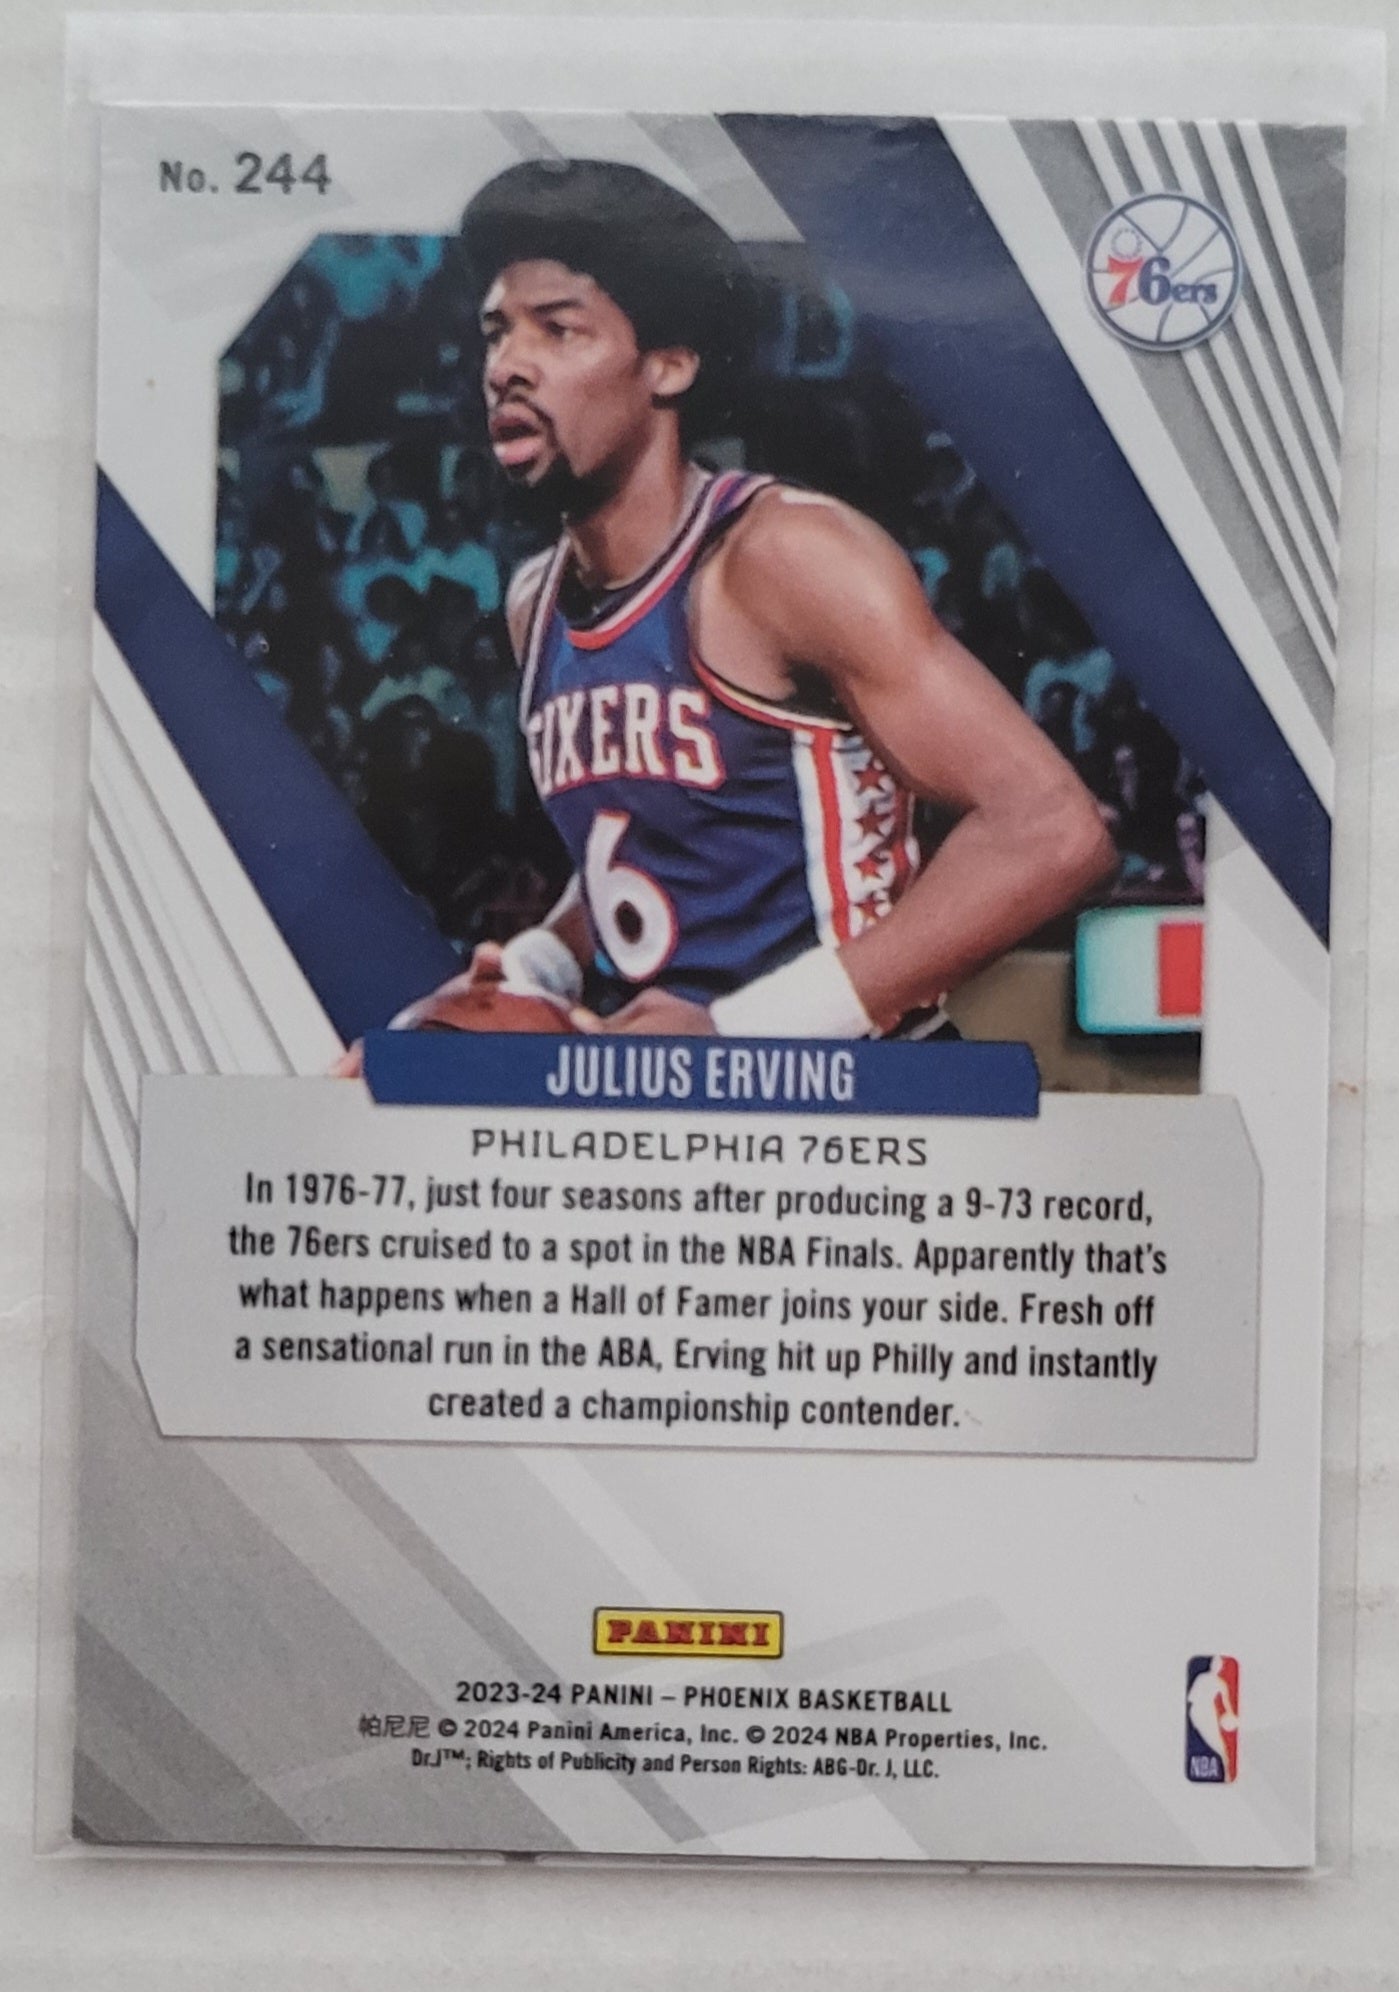 No. 244
76ers
SIXERS
6
JULIUS ERVING
PHILADELPHIA 76ERS
In 1976-77, just four seasons after producing a 9-73 record,
the 76ers cruised to a spot in the NBA Finals. Apparently that's
what happens when a Hall of Famer joins your side. Fresh off
a sensational run in the ABA, Erving hit up Philly and instantly
created a championship contender.
PANINI
2023-24 PANINI – PHOENIX BASKETBALL
帕尼尼 © 2024 Panini America, Inc. © 2024 NBA Properties, Inc.
Dr.J™; Rights of Publicity and Person Rights: ABG-Dr. J, LLC.
NBA